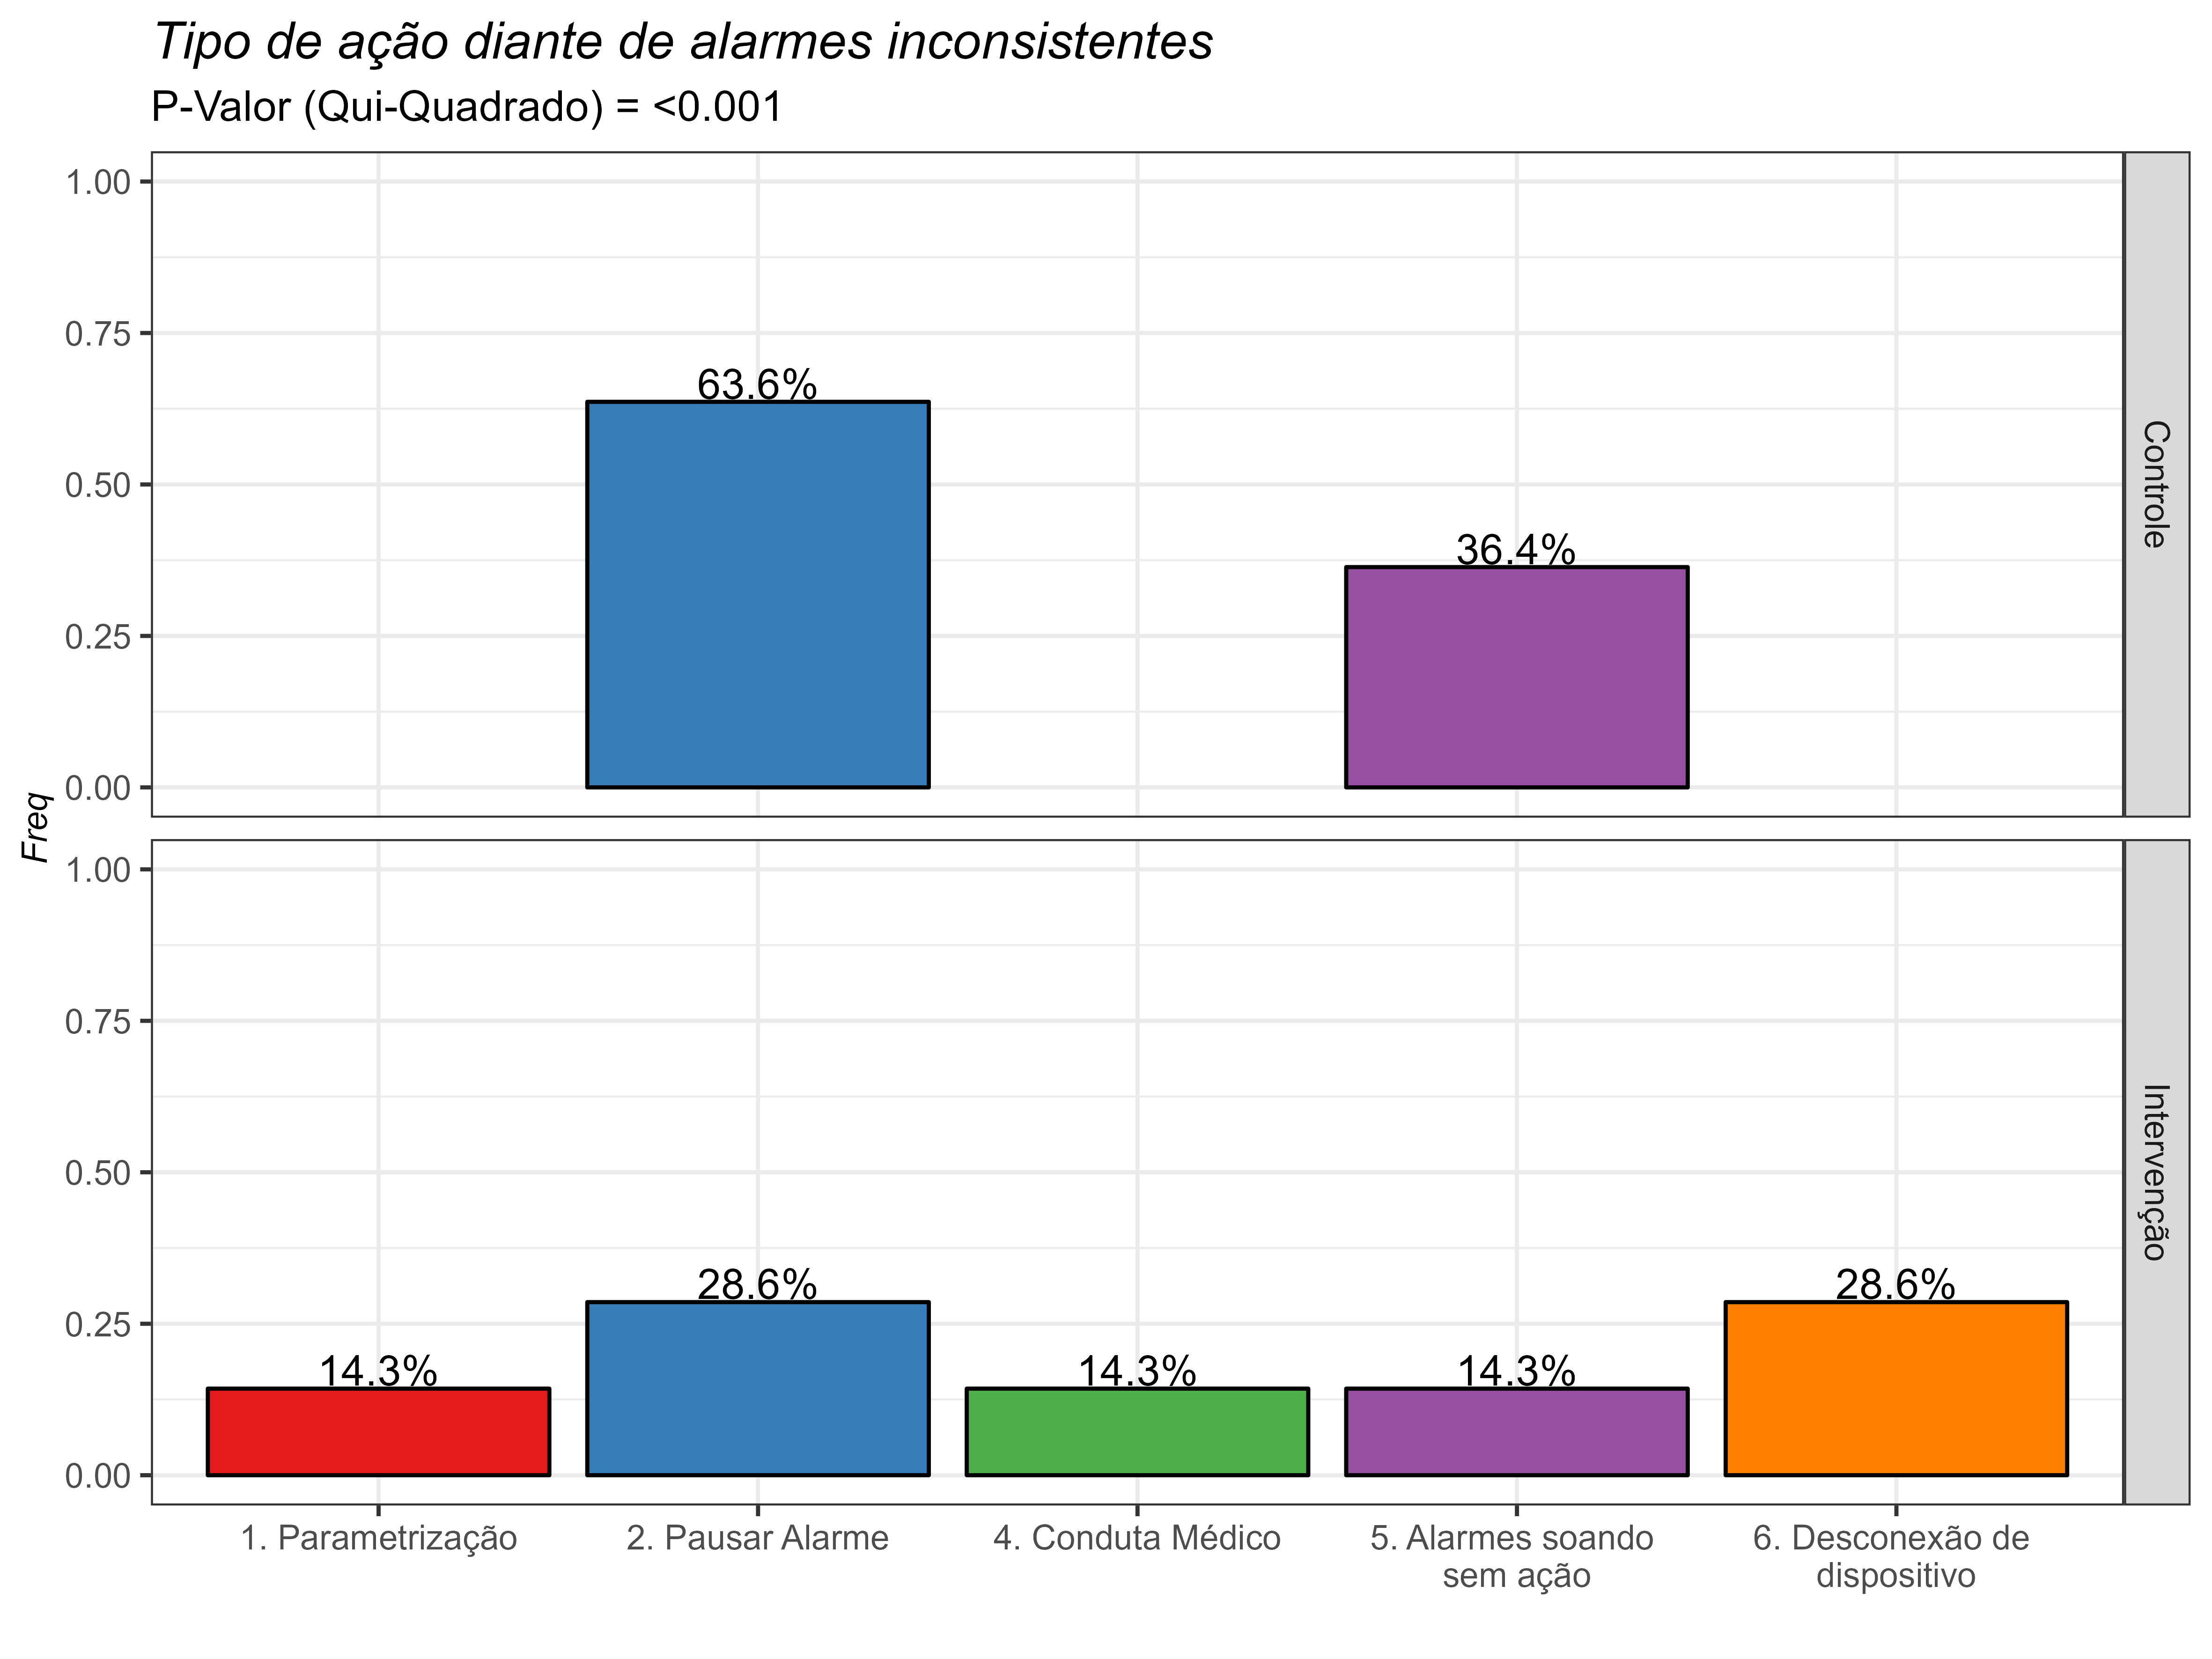 Tipo de ação diante de alarmes inconsistentes
P-Valor (Qui-Quadrado) = <0.001
Freq
1.00
0.75
0.50
0.25
0.00
63.6%
36.4%
Controle
1.00
0.75
0.50
0.25
0.00
14.3%
28.6%
14.3%
14.3%
28.6%
Intervenção
1. Parametrização
2. Pausar Alarme
4. Conduta Médico
5. Alarmes soando
sem ação
6. Desconexão de
dispositivo